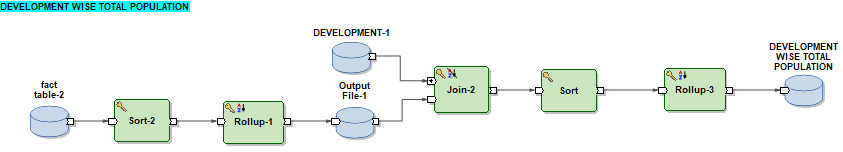 DEVELOPMENT WISE TOTAL POPULATION
DEVELOPMENT-1
DEVELOPMENT
WISE TOTAL
POPULATION
fact
table-2
Output
File-1
Sort-2
Rollup-1
Join-2
Sort
Rollup-3